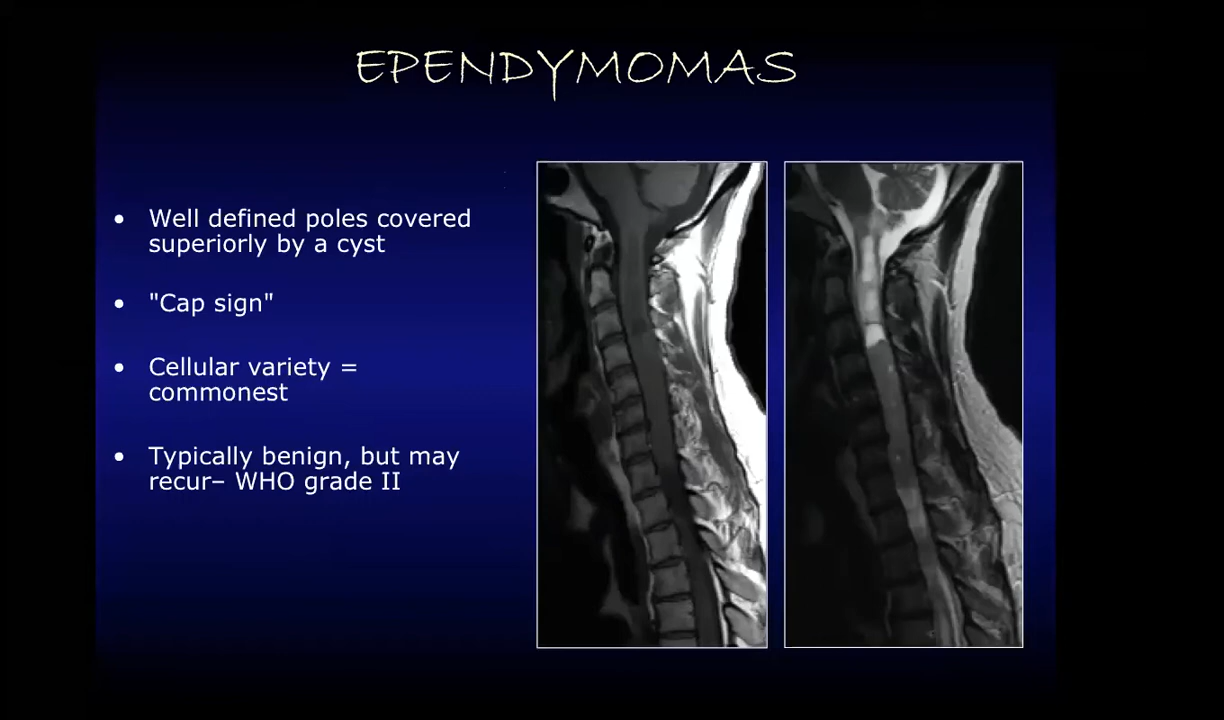 EPENDYMOMAS
• Well defined poles covered
superiorly by a cyst
• "Cap sign"
• Cellular variety =
commonest
• Typically benign, but may
recur– WHO grade II